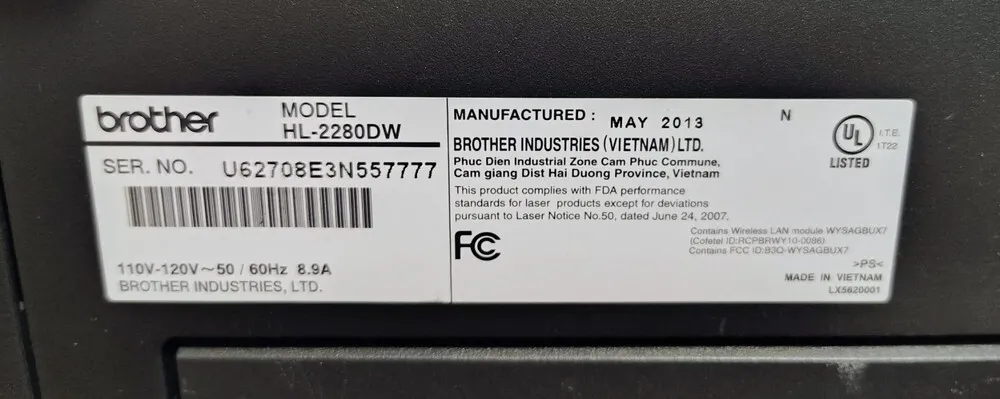 brother
MODEL
HL-2280DW
SER. NO. U62708E3N557777
110V-120V～50 / 60Hz 8.9A
BROTHER INDUSTRIES, LTD.
MANUFACTURED : MAY 2013 N
BROTHER INDUSTRIES (VIETNAM) LTD.
Phuc Dien Industrial Zone Cam Phuc Commune,
Cam giang Dist Hai Duong Province, Vietnam
This product complies with FDA performance
standards for laser products except for deviations
pursuant to Laser Notice No.50, dated June 24, 2007.
FC
Contains Wireless LAN module WYSAGBUX7
(Cofetel ID:RCPBRWY10-0086)
Contains FCC ID:B3Q-WYSAGBUX7
>PS<
MADE IN VIETNAM
LX5620001
UL
LISTED
I.T.E.
1T22